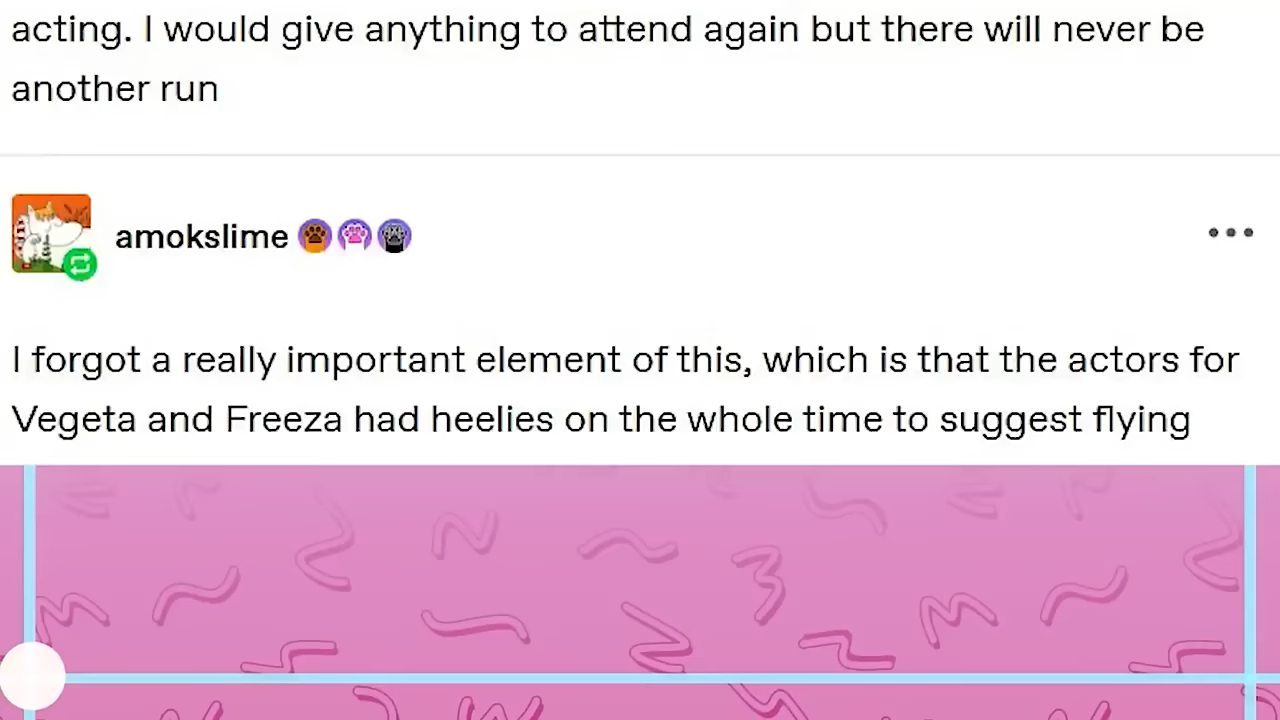 acting. I would give anything to attend again but there will never be
another run
amokslime
I forgot a really important element of this, which is that the actors for
Vegeta and Freeza had heelies on the whole time to suggest flying